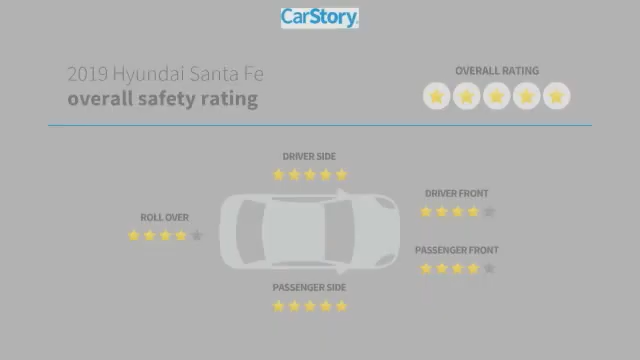 CarStory
2019 Hyundai Santa Fe
overall safety rating
OVERALL RATING
DRIVER SIDE
DRIVER FRONT
ROLL OVER
PASSENGER FRONT
PASSENGER SIDE